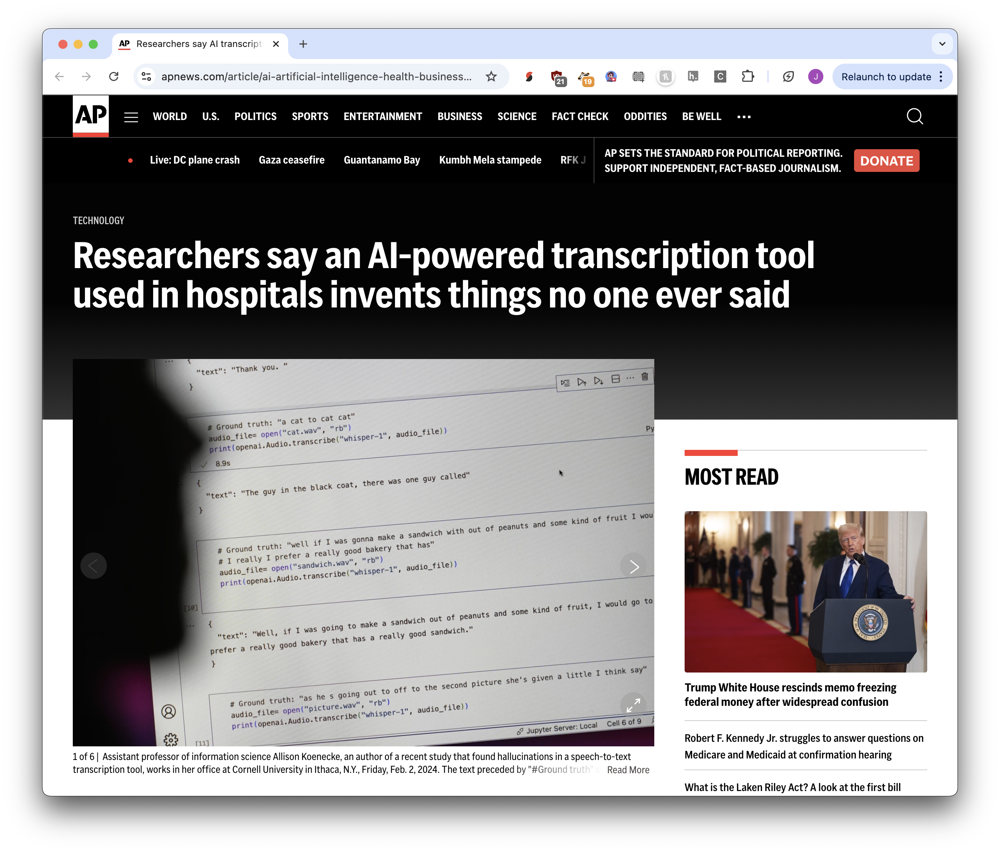 AP Researchers say AI transcript
apnews.com/article/ai-artificial-intelligence-health-business...
21
19
h.
C
J
Relaunch to update
AP
WORLD U.S. POLITICS SPORTS ENTERTAINMENT BUSINESS SCIENCE FACT CHECK ODDITIES BE WELL
Live: DC plane crash Gaza ceasefire Guantanamo Bay Kumbh Mela stampede RFK J
AP SETS THE STANDARD FOR POLITICAL REPORTING.
SUPPORT INDEPENDENT, FACT-BASED JOURNALISM.
DONATE
TECHNOLOGY
Researchers say an AI-powered transcription tool
used in hospitals invents things no one ever said
... {
"text": "Thank you. "
}
# Ground truth: "a cat to cat cat"
audio_file= open("cat.wav", "rb")
print(openai.Audio.transcribe("whisper-1", audio_file))
Py
8.9s
{
"text": "The guy in the black coat, there was one guy called"
}
# Ground truth: "well if I was gonna make a sandwich with out of peanuts and some kind of fruit I wou
# I really I prefer a really good bakery that has"
audio_file= open("sandwich.wav", "rb")
print(openai.Audio.transcribe("whisper-1", audio_file))
[10]
... {
"text": "Well, if I was going to make a sandwich out of peanuts and some kind of fruit, I would go to
prefer a really good bakery that has a really good sandwich."
}
# Ground truth: "as he s going out to off to the second picture she's given a little I think say"
audio_file= open("picture.wav", "rb")
print(openai.Audio.transcribe("whisper-1", audio_file))
[11]
Jupyter Server: Local Cell 6 of 9
1 of 6 | Assistant professor of information science Allison Koenecke, an author of a recent study that found hallucinations in a speech-to-text
transcription tool, works in her office at Cornell University in Ithaca, N.Y., Friday, Feb. 2, 2024. The text preceded by "#Ground truth" s Read More
MOST READ
SEAL OF THE PRESIDENT OF THE UNITED STATES
Trump White House rescinds memo freezing
federal money after widespread confusion
Robert F. Kennedy Jr. struggles to answer questions on
Medicare and Medicaid at confirmation hearing
What is the Laken Riley Act? A look at the first bill